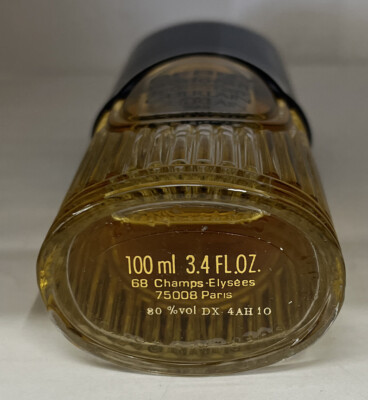 100 ml 3.4 FL.OZ.
68 Champs-Elysées
75008 Paris
80 %vol DX 4AH10